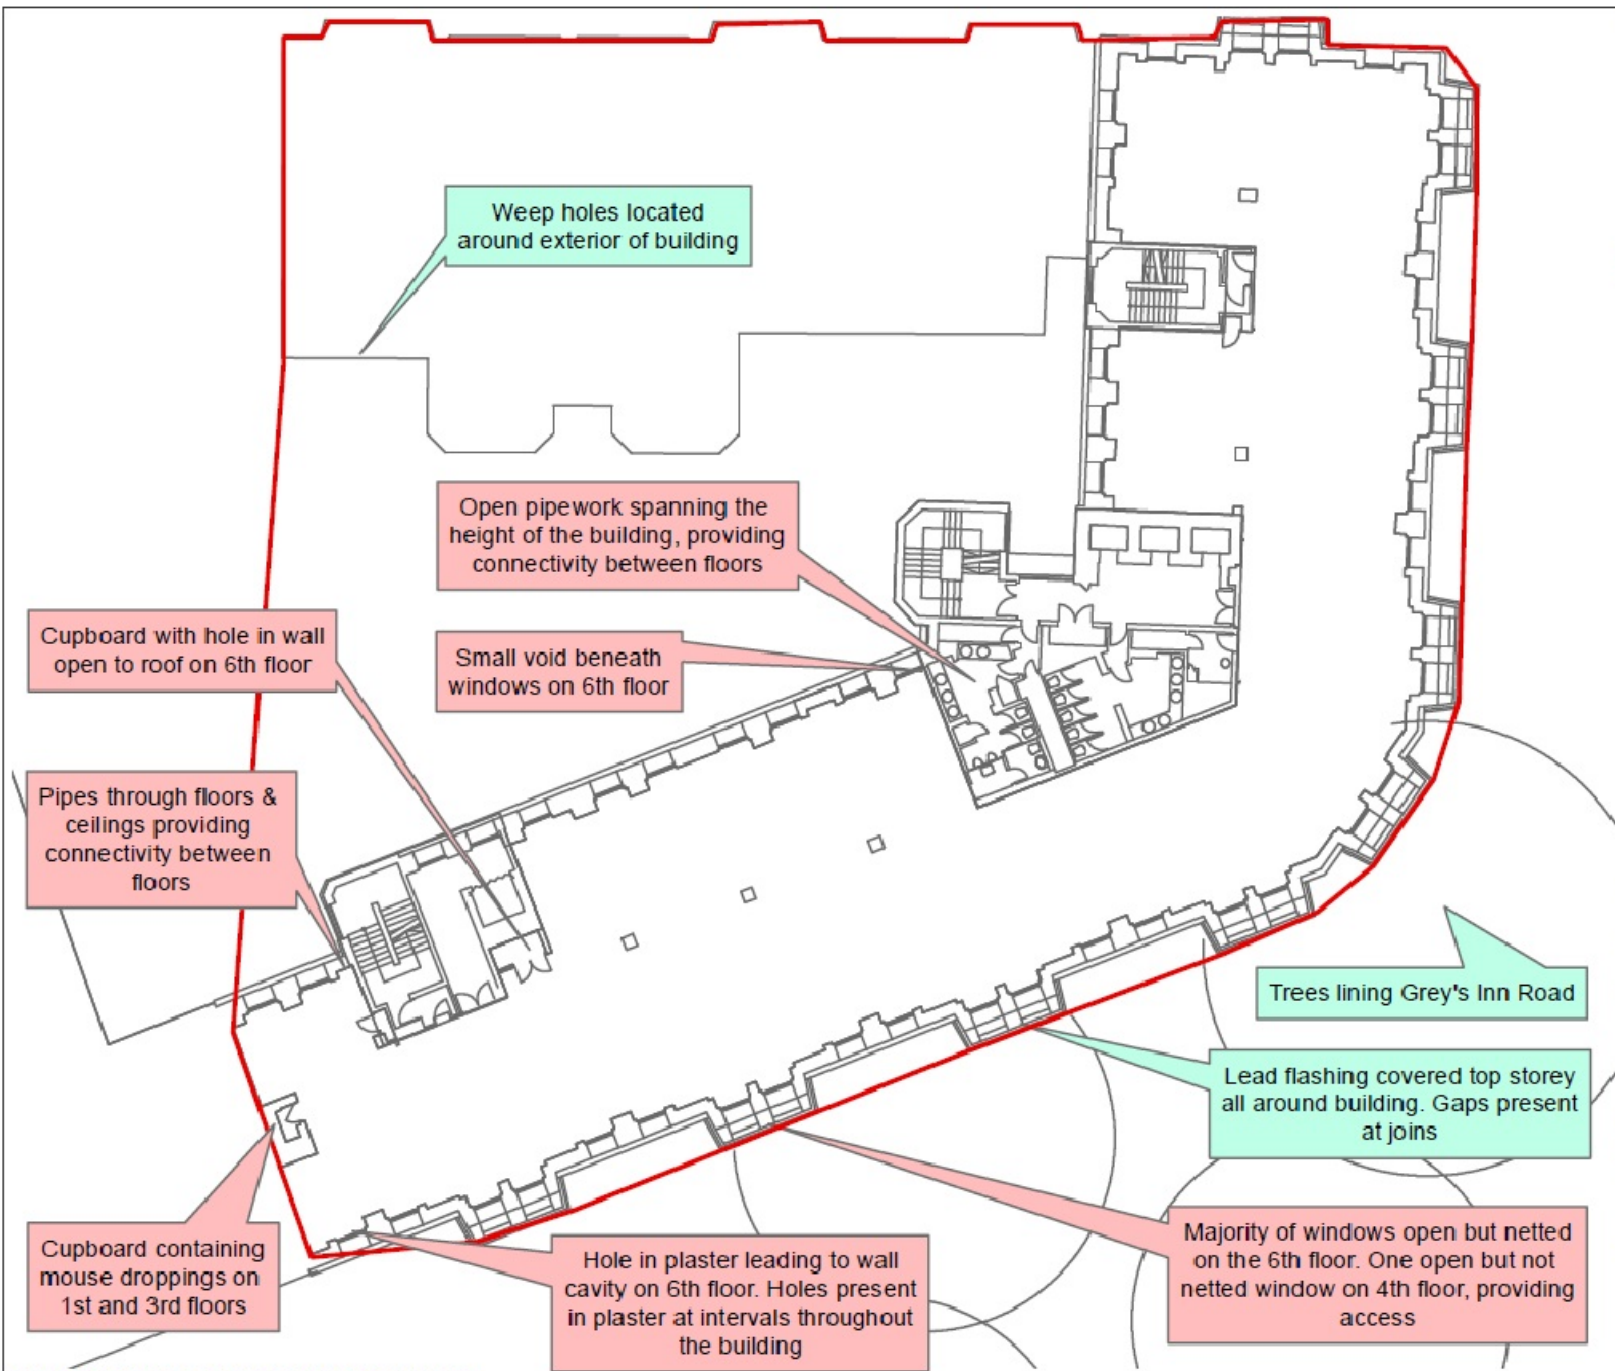 Weep holes located
around exterior of building
Open pipework spanning the
height of the building, providing
connectivity between floors
Cupboard with hole in wall
open to roof on 6th floor
Small void beneath
windows on 6th floor
Pipes through floors &
ceilings providing
connectivity between
floors
Trees lining Grey's Inn Road
Lead flashing covered top storey
all around building. Gaps present
at joins
Cupboard containing
mouse droppings on
1st and 3rd floors
Hole in plaster leading to wall
cavity on 6th floor. Holes present
in plaster at intervals throughout
the building
Majority of windows open but netted
on the 6th floor. One open but not
netted window on 4th floor, providing
access